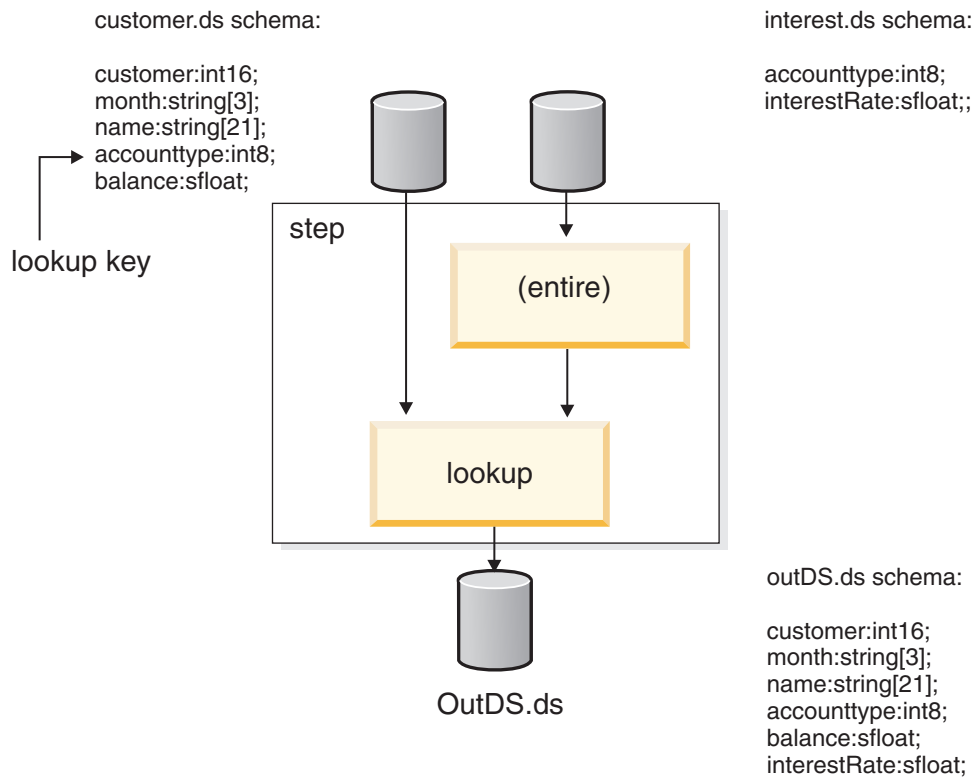 customer.ds schema:
customer:int16;
month:string[3];
name:string[21];
accounttype:int8;
balance:sfloat;
lookup key
interest.ds schema:
accounttype:int8;
interestRate:sfloat;;
step
(entire)
lookup
OutDS.ds
outDS.ds schema:
customer:int16;
month:string[3];
name:string[21];
accounttype:int8;
balance:sfloat;
interestRate:sfloat;